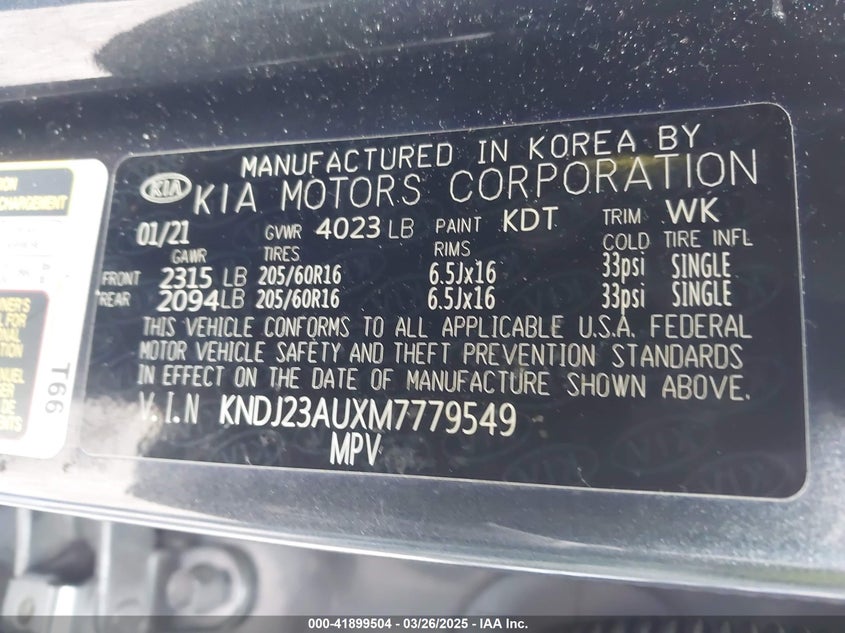 MANUFACTURED IN KOREA BY
KIA KIA MOTORS CORPORATION
01/21 GVWR 4023 LB PAINT KDT TRIM WK
GAWR TIRES RIMS COLD TIRE INFL
FRONT 2315 LB 205/60R16 6.5Jx16 33psi SINGLE
*REAR 2094LB 205/60R16 6.5Jx16 33psi SINGLE
THIS VEHICLE CONFORMS TO ALL APPLICABLE U.S.A. FEDERAL
MOTOR VEHICLE SAFETY AND THEFT PREVENTION STANDARDS
IN EFFECT ON THE DATE OF MANUFACTURE SHOWN ABOVE.
V.I.N KNDJ23AUXM7779549
MPV
T66
000-41899504 - 03/26/2025 - IAA Inc.